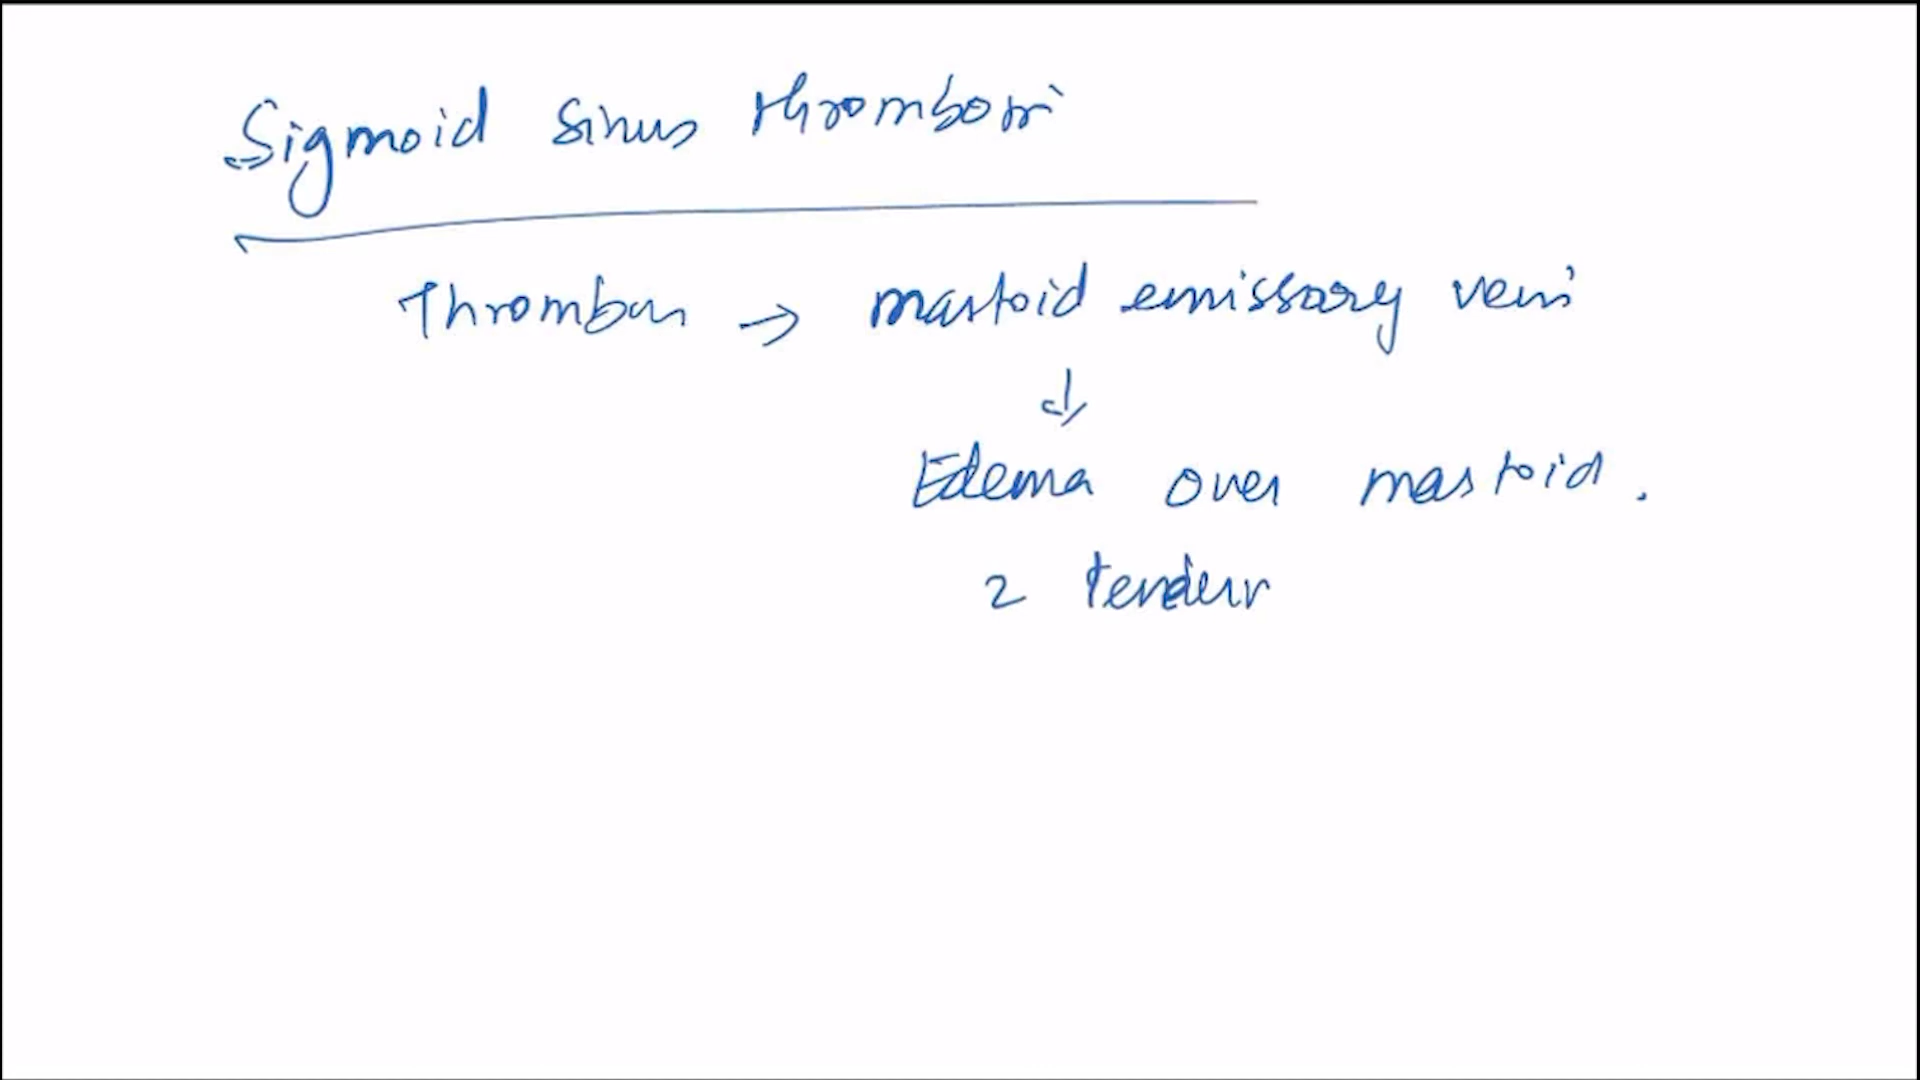 Sigmoid sinus thrombosis
Thrombus → mastoid emissary vein
↓
Edema over mastoid.
2 tender